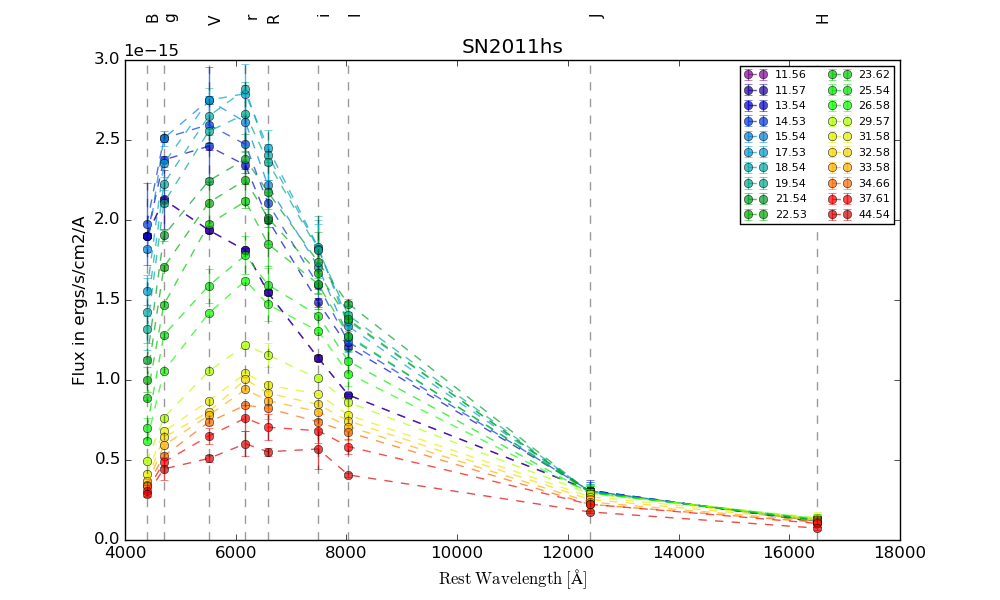 B g V r R i I J H
1e−15
SN2011hs
3.0
2.5
2.0
1.5
1.0
0.5
0.0
Flux in ergs/s/cm2/A
4000 6000 8000 10000 12000 14000 16000 18000
Rest Wavelength [Å]
11.56 23.62
11.57 25.54
13.54 26.58
14.53 29.57
15.54 31.58
17.53 32.58
18.54 33.58
19.54 34.66
21.54 37.61
22.53 44.54